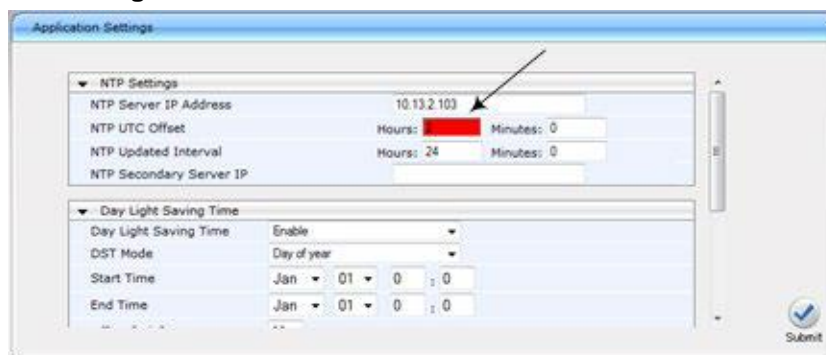 Application Settings
NTP Settings
NTP Server IP Address 10.13.2.103
NTP UTC Offset Hours: Minutes: 0
NTP Updated Interval Hours: 24 Minutes: 0
NTP Secondary Server IP
Day Light Saving Time
Day Light Saving Time Enable
DST Mode Day of year
Start Time Jan 01 0 : 0
End Time Jan 01 0 : 0
Submit